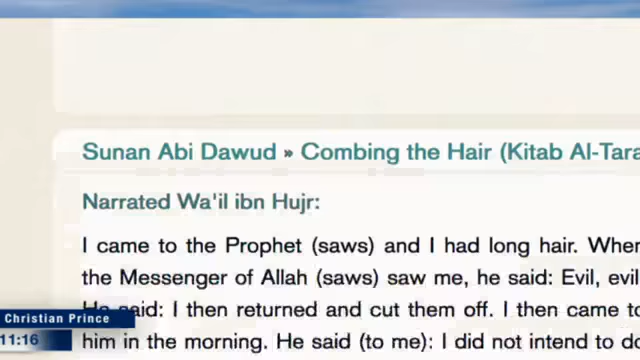 Sunan Abi Dawud » Combing the Hair (Kitab Al-Tara
Narrated Wa'il ibn Hujr:
I came to the Prophet (saws) and I had long hair. When
the Messenger of Allah (saws) saw me, he said: Evil, evil
He said: I then returned and cut them off. I then came to
him in the morning. He said (to me): I did not intend to do
Christian Prince
11:16